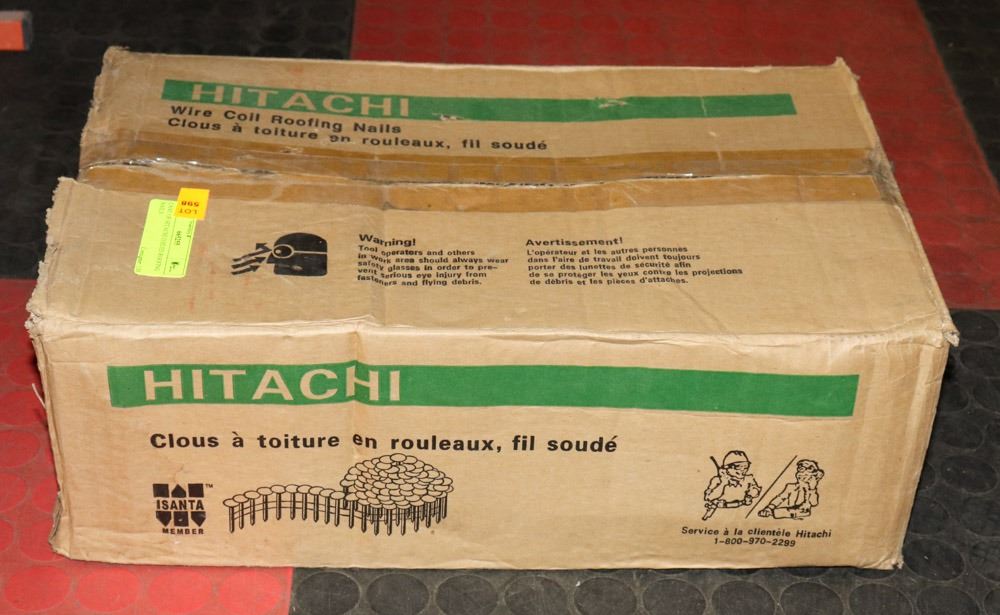 HITACHI
Wire Coil Roofing Nails
Clous à toiture en rouleaux, fil soudé
LOT
598
Warning!
Tool operators and others
in work area should always wear
safety glasses in order to pre-
vent serious eye injury from
fasteners and flying debris.
Avertissement!
L'opérateur et les autres personnes
dans l'aire de travail doivent toujours
porter des lunettes de sécurité afin
de se protéger les yeux contre les projections
de débris et les pièces d'attaches.
HITACHI
Clous à toiture en rouleaux, fil soudé
ISANTA
TM
MEMBER
Service à la clientèle Hitachi
1-800-970-2299